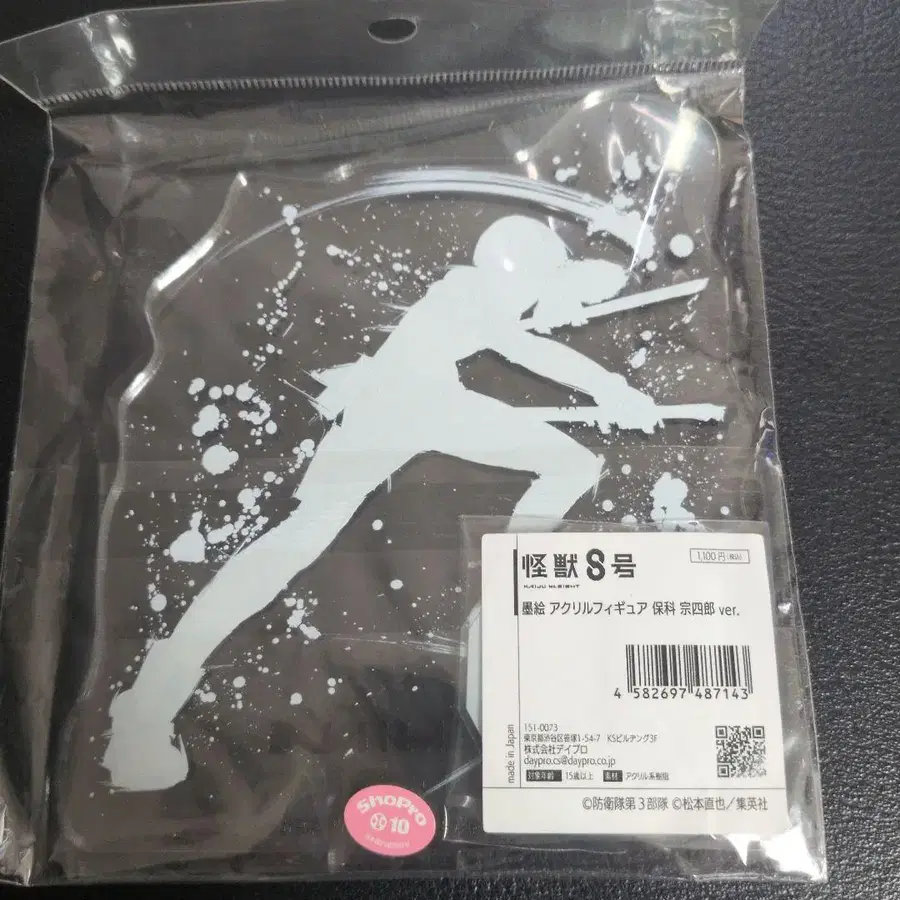 怪獣8号
1,100円(税込)
墨絵 アクリルフィギュア 保科 宗四郎 ver.
4 582697 487143
made in Japan
151-0073
東京都渋谷区笹塚1-54-7 KSビルヂング3F
株式会社デイプロ
daypro.cs@daypro.co.jp
対象年齢 15歳以上 素材 アクリル系樹脂
©防衛隊第3部隊 ©松本直也／集英社
ShoPro
10